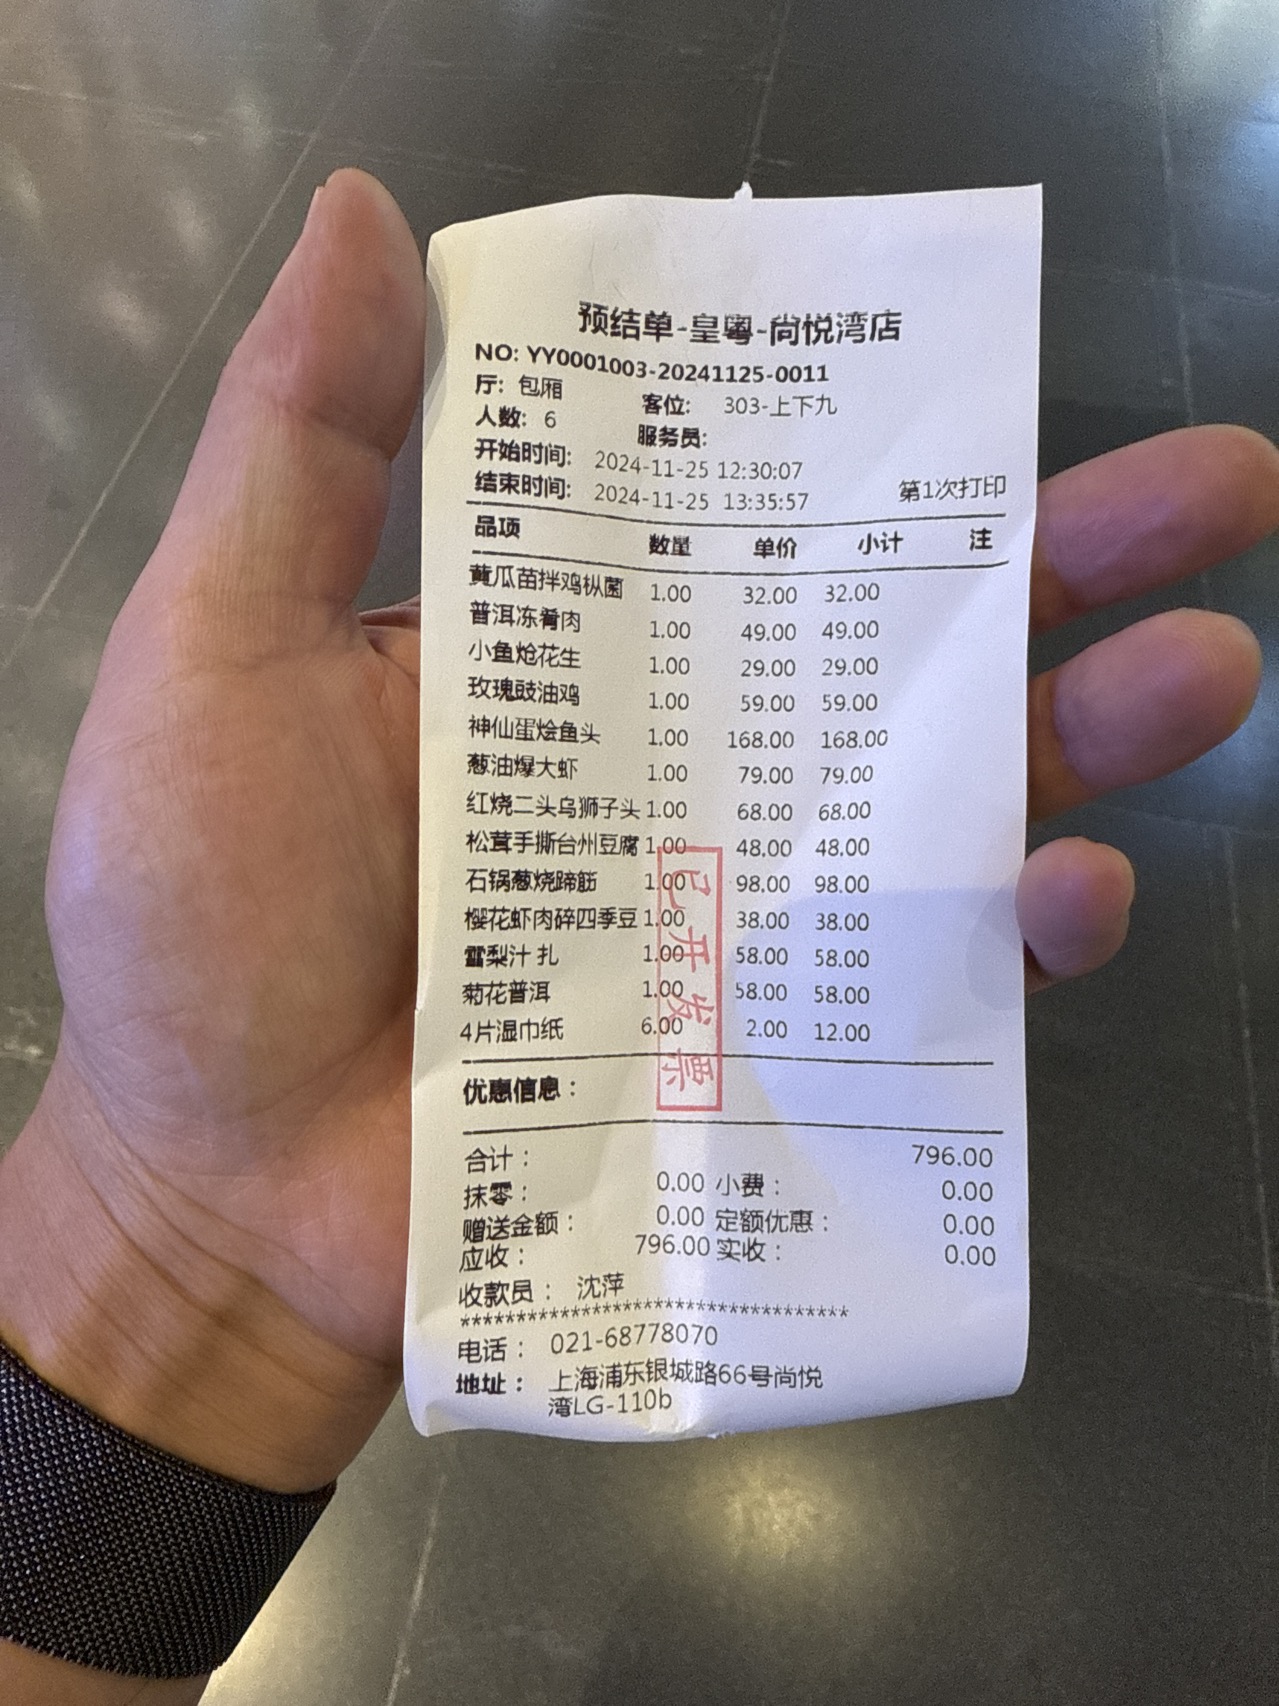 预结单-皇粤-尚悦湾店
NO: YY0001003-20241125-0011
厅: 包厢 客位: 303-上下九
人数: 6 服务员:
开始时间: 2024-11-25 12:30:07
结束时间: 2024-11-25 13:35:57 第1次打印
品项 数量 单价 小计 注
黄瓜苗拌鸡枞菌 1.00 32.00 32.00
普洱冻肴肉 1.00 49.00 49.00
小鱼炝花生 1.00 29.00 29.00
玫瑰豉油鸡 1.00 59.00 59.00
神仙蛋烩鱼头 1.00 168.00 168.00
葱油爆大虾 1.00 79.00 79.00
红烧二头乌狮子头 1.00 68.00 68.00
松茸手撕台州豆腐 1.00 48.00 48.00
石锅葱烧蹄筋 1.00 98.00 98.00
樱花虾肉碎四季豆 1.00 38.00 38.00
雪梨汁 扎 1.00 58.00 58.00
菊花普洱 1.00 58.00 58.00
4片湿巾纸 6.00 2.00 12.00
已开发票
优惠信息：
合计： 796.00
抹零： 0.00 小费： 0.00
赠送金额： 0.00 定额优惠： 0.00
应收： 796.00 实收： 0.00
收款员： 沈萍
***********************************
电话： 021-68778070
地址： 上海浦东银城路66号尚悦
湾LG-110b